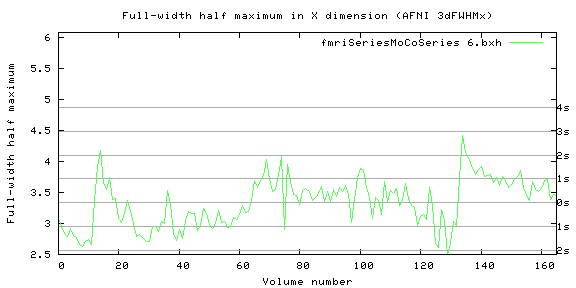 Full-width half maximum in X dimension (AFNI 3dFWHMx)
fmriSeriesMoCoSeries 6.bxh
Full-width half maximum
6
5.5
5
4.5
4
3.5
3
2.5
4s
3s
2s
1s
0s
1s
2s
0 20 40 60 80 100 120 140 160
Volume number